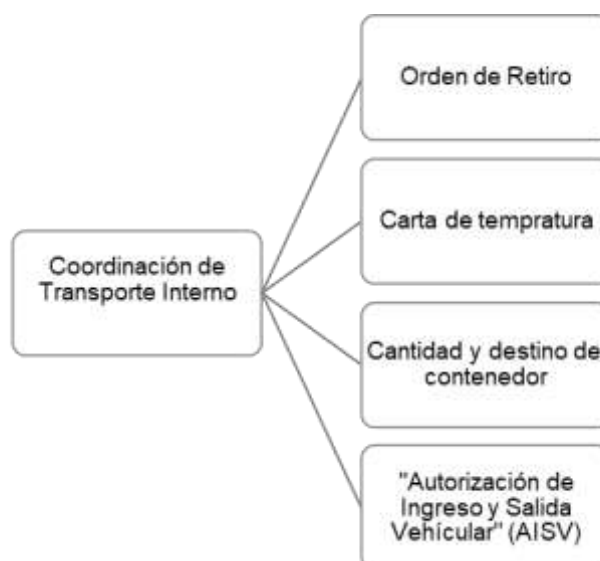 Orden de Retiro
Carta de tempratura
Coordinación de
Transporte Interno
Cantidad y destino de
contenedor
"Autorización de
Ingreso y Salida
Vehícular" (AISV)